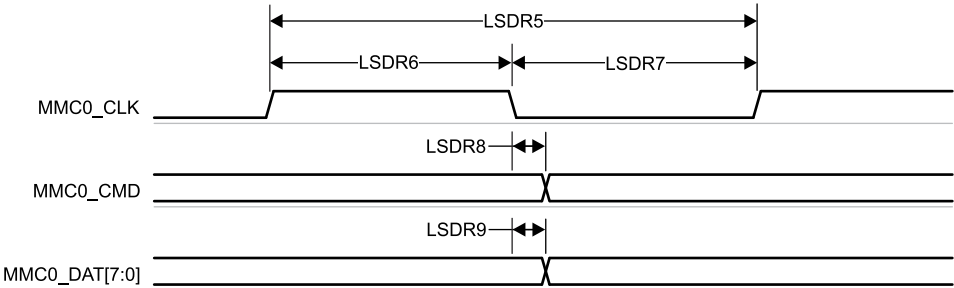 LSDR5
LSDR6 LSDR7
MMC0_CLK
LSDR8
MMC0_CMD
LSDR9
MMC0_DAT[7:0]